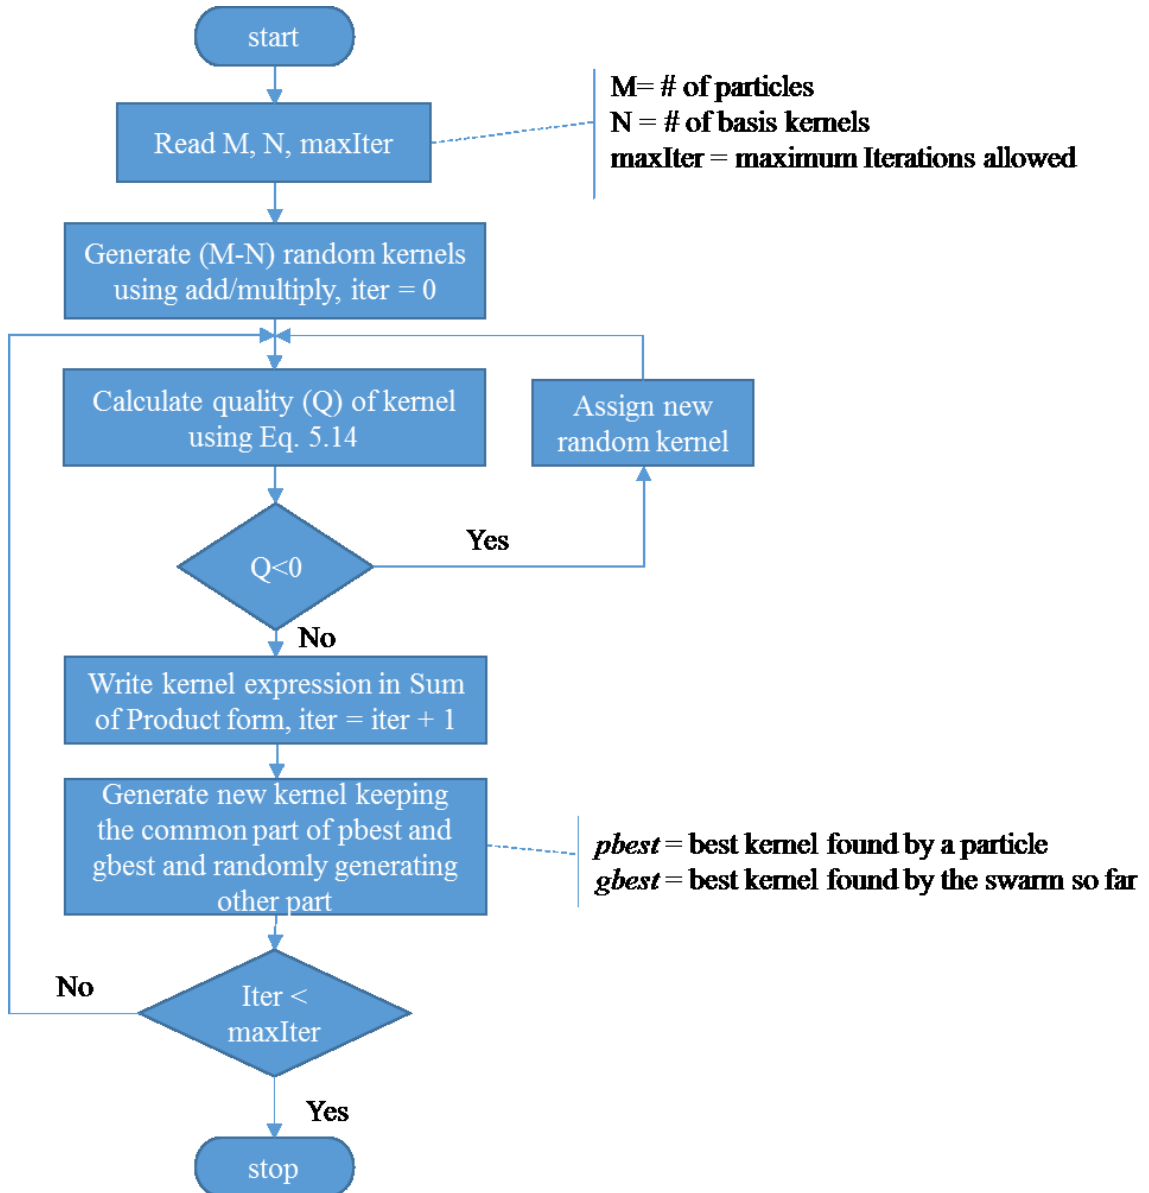 start
Read M, N, maxIter
M= # of particles
N = # of basis kernels
maxIter = maximum Iterations allowed
Generate (M-N) random kernels
using add/multiply, iter = 0
Calculate quality (Q) of kernel
using Eq. 5.14
Assign new
random kernel
Q<0
Yes
No
Write kernel expression in Sum
of Product form, iter = iter + 1
Generate new kernel keeping
the common part of pbest and
gbest and randomly generating
other part
pbest = best kernel found by a particle
gbest = best kernel found by the swarm so far
No
Iter <
maxIter
Yes
stop